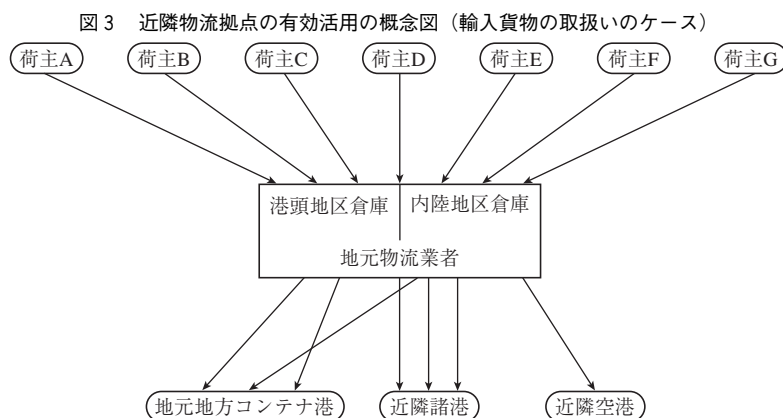 図3 近隣物流拠点の有効活用の概念図（輸入貨物の取扱いのケース）
荷主A 荷主B 荷主C 荷主D 荷主E 荷主F 荷主G
港頭地区倉庫 内陸地区倉庫
地元物流業者
地元地方コンテナ港 近隣諸港 近隣空港